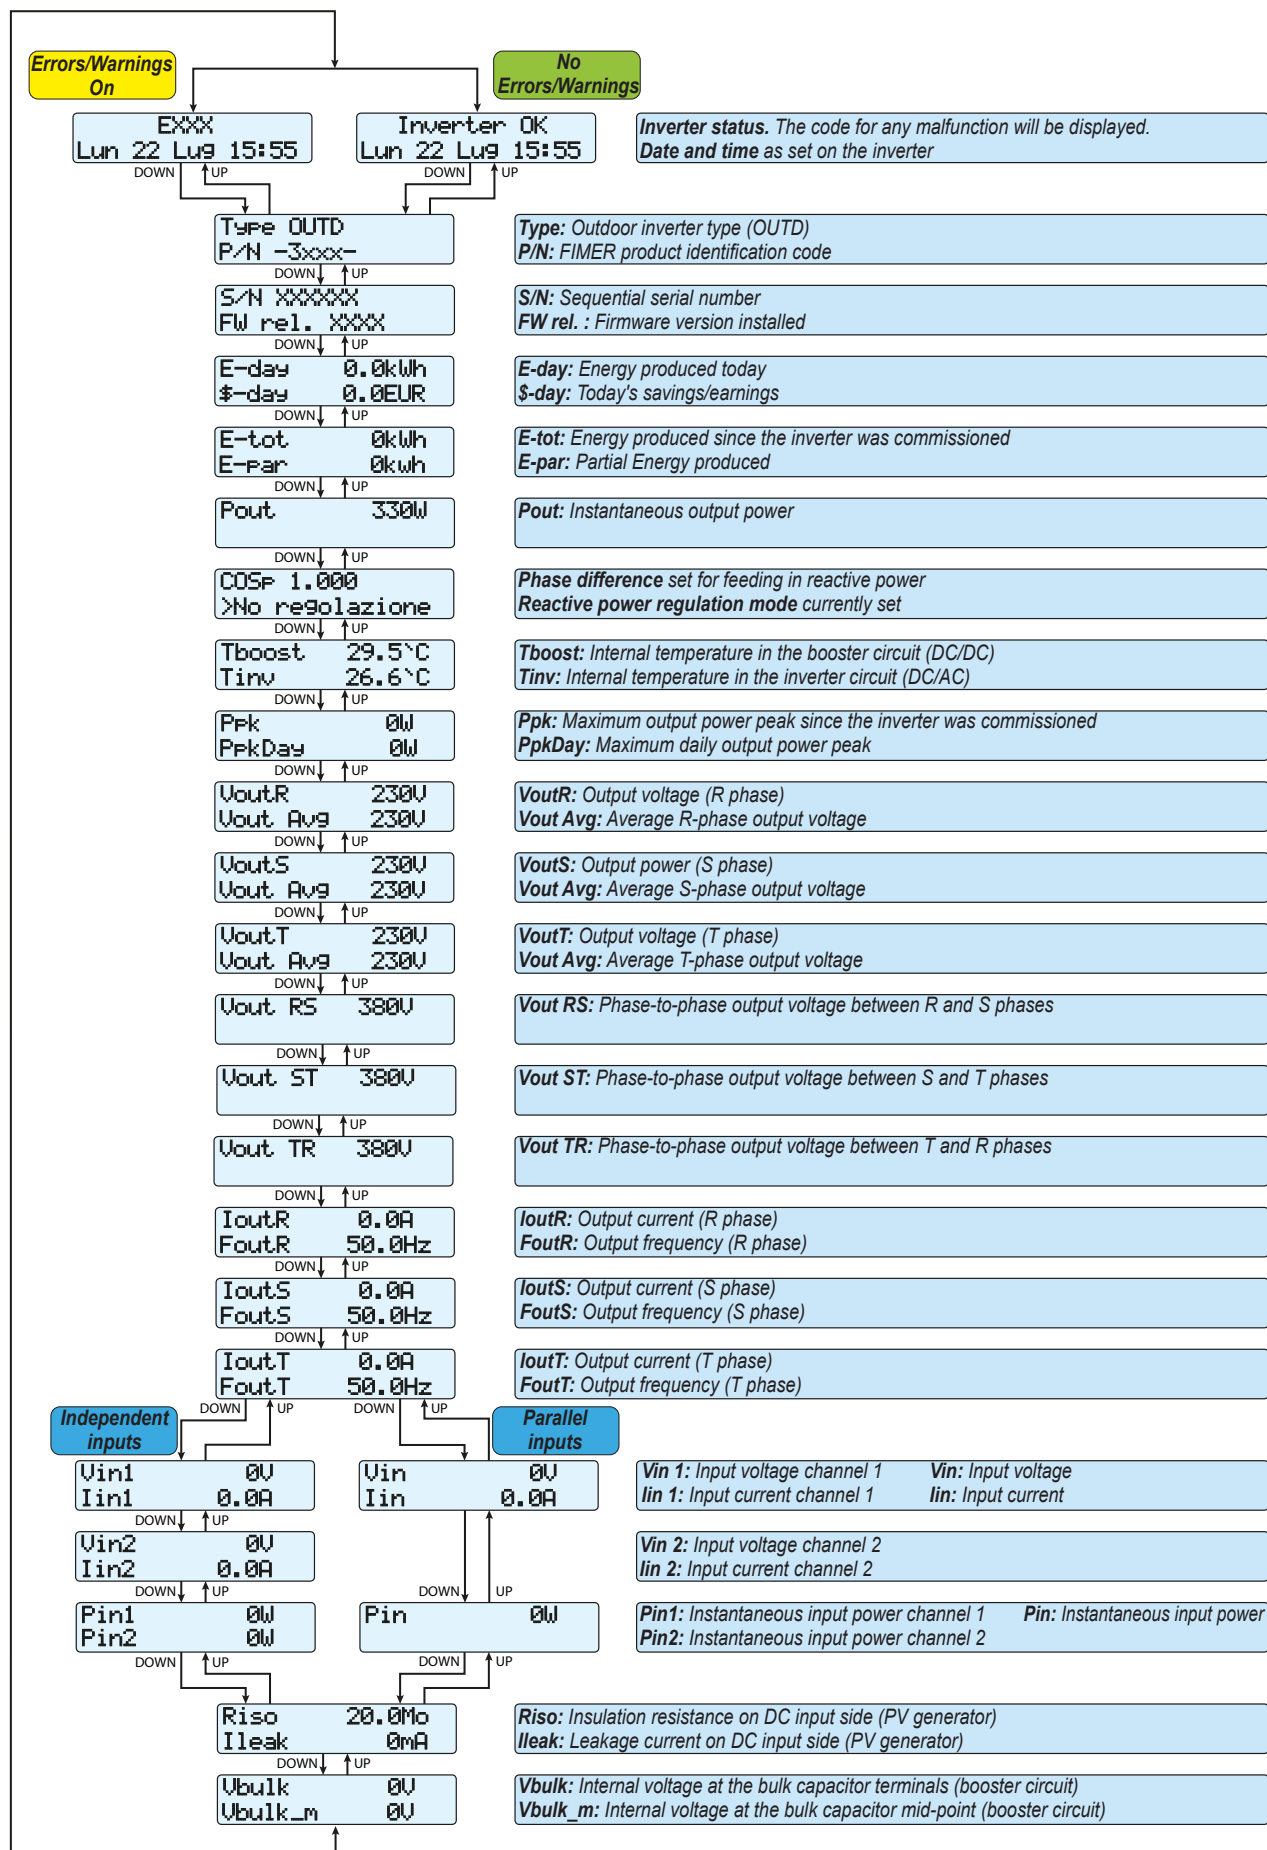 Errors/Warnings
On
No
Errors/Warnings
EXXX
Lun 22 Lug 15:55
Inverter OK
Lun 22 Lug 15:55
Inverter status. The code for any malfunction will be displayed.
Date and time as set on the inverter
DOWN UP
DOWN UP
Type OUTD
P/N -3xxx-
Type: Outdoor inverter type (OUTD)
P/N: FIMER product identification code
DOWN UP
S/N XXXXXX
FW rel. XXXX
S/N: Sequential serial number
FW rel. : Firmware version installed
DOWN UP
E-day 0.0kWh
$-day 0.0EUR
E-day: Energy produced today
$-day: Today's savings/earnings
DOWN UP
E-tot 0kWh
E-par 0kwh
E-tot: Energy produced since the inverter was commissioned
E-par: Partial Energy produced
DOWN UP
Pout 330W
Pout: Instantaneous output power
DOWN UP
COSp 1.000
>No regolazione
Phase difference set for feeding in reactive power
Reactive power regulation mode currently set
DOWN UP
Tboost 29.5`C
Tinv 26.6`C
Tboost: Internal temperature in the booster circuit (DC/DC)
Tinv: Internal temperature in the inverter circuit (DC/AC)
DOWN UP
Ppk 0W
PpkDay 0W
Ppk: Maximum output power peak since the inverter was commissioned
PpkDay: Maximum daily output power peak
DOWN UP
VoutR 230V
Vout Avg 230V
VoutR: Output voltage (R phase)
Vout Avg: Average R-phase output voltage
DOWN UP
VoutS 230V
Vout Avg 230V
VoutS: Output power (S phase)
Vout Avg: Average S-phase output voltage
DOWN UP
VoutT 230V
Vout Avg 230V
VoutT: Output voltage (T phase)
Vout Avg: Average T-phase output voltage
DOWN UP
Vout RS 380V
Vout RS: Phase-to-phase output voltage between R and S phases
DOWN UP
Vout ST 380V
Vout ST: Phase-to-phase output voltage between S and T phases
DOWN UP
Vout TR 380V
Vout TR: Phase-to-phase output voltage between T and R phases
DOWN UP
IoutR 0.0A
FoutR 50.0Hz
IoutR: Output current (R phase)
FoutR: Output frequency (R phase)
DOWN UP
IoutS 0.0A
FoutS 50.0Hz
IoutS: Output current (S phase)
FoutS: Output frequency (S phase)
DOWN UP
IoutT 0.0A
FoutT 50.0Hz
IoutT: Output current (T phase)
FoutT: Output frequency (T phase)
DOWN UP
DOWN UP
Independent
inputs
Parallel
inputs
Vin1 0V
Iin1 0.0A
Vin 0V
Iin 0.0A
Vin 1: Input voltage channel 1 Vin: Input voltage
Iin 1: Input current channel 1 Iin: Input current
DOWN UP
Vin2 0V
Iin2 0.0A
Vin 2: Input voltage channel 2
Iin 2: Input current channel 2
DOWN UP
DOWN UP
Pin1 0W
Pin2 0W
Pin 0W
Pin1: Instantaneous input power channel 1 Pin: Instantaneous input power
Pin2: Instantaneous input power channel 2
DOWN UP
DOWN UP
Riso 20.0Mo
Ileak 0mA
Riso: Insulation resistance on DC input side (PV generator)
Ileak: Leakage current on DC input side (PV generator)
DOWN UP
Vbulk 0V
Vbulk_m 0V
Vbulk: Internal voltage at the bulk capacitor terminals (booster circuit)
Vbulk_m: Internal voltage at the bulk capacitor mid-point (booster circuit)